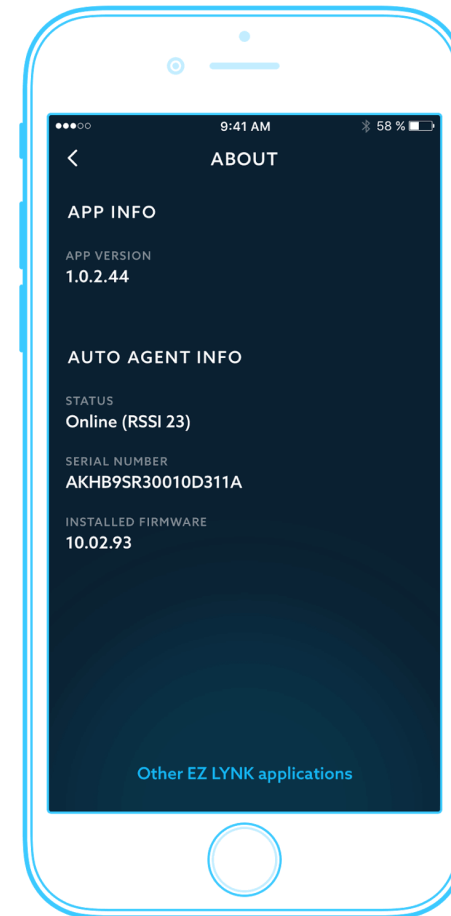 9:41 AM
58 %
ABOUT
APP INFO
APP VERSION
1.0.2.44
AUTO AGENT INFO
STATUS
Online (RSSI 23)
SERIAL NUMBER
AKHB9SR30010D311A
INSTALLED FIRMWARE
10.02.93
Other EZ LYNK applications